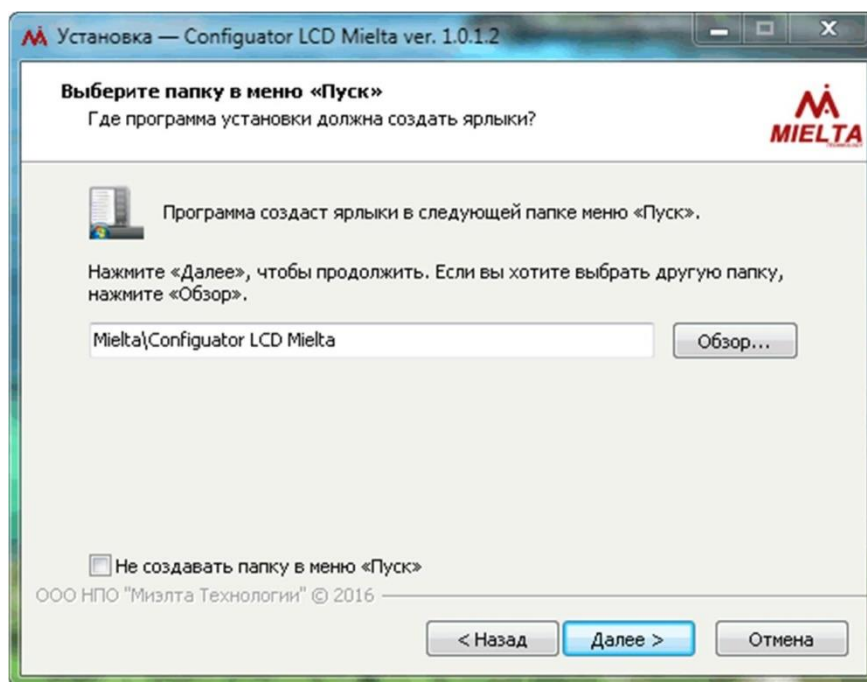 Установка — Configuator LCD Mielta ver. 1.0.1.2
Выберите папку в меню «Пуск»
Где программа установки должна создать ярлыки?
MIELTA
Программа создаст ярлыки в следующей папке меню «Пуск».
Нажмите «Далее», чтобы продолжить. Если вы хотите выбрать другую папку,
нажмите «Обзор».
Mielta\Configuator LCD Mielta
Обзор...
Не создавать папку в меню «Пуск»
ООО НПО "Миэлта Технологии" © 2016
< Назад
Далее >
Отмена